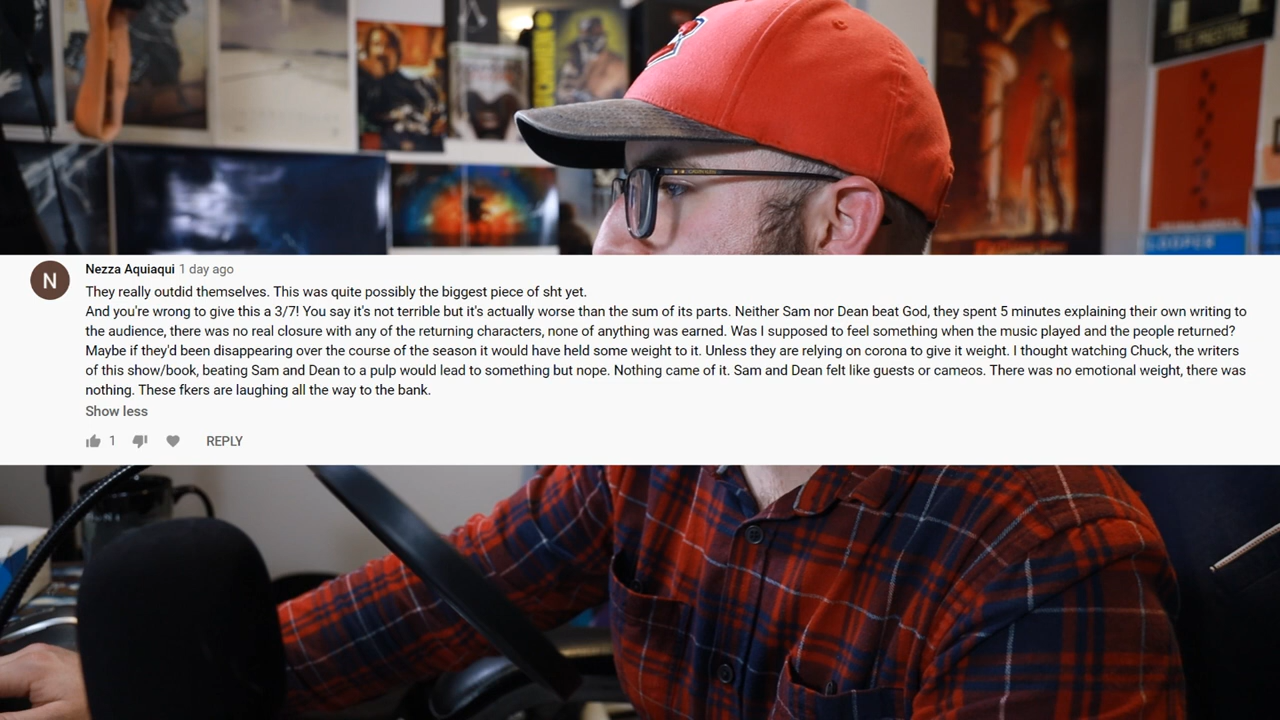 THE PRESTIGE
LOOPER
N
Nezza Aquiaqui 1 day ago
They really outdid themselves. This was quite possibly the biggest piece of sht yet.
And you're wrong to give this a 3/7! You say it's not terrible but it's actually worse than the sum of its parts. Neither Sam nor Dean beat God, they spent 5 minutes explaining their own writing to
the audience, there was no real closure with any of the returning characters, none of anything was earned. Was I supposed to feel something when the music played and the people returned?
Maybe if they'd been disappearing over the course of the season it would have held some weight to it. Unless they are relying on corona to give it weight. I thought watching Chuck, the writers
of this show/book, beating Sam and Dean to a pulp would lead to something but nope. Nothing came of it. Sam and Dean felt like guests or cameos. There was no emotional weight, there was
nothing. These fkers are laughing all the way to the bank.
Show less
1 REPLY